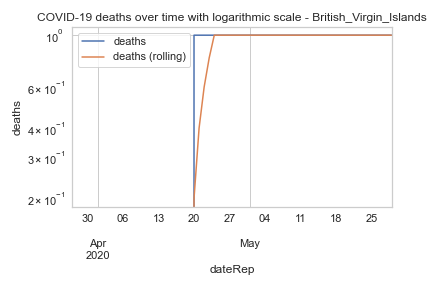 COVID-19 deaths over time with logarithmic scale - British_Virgin_Islands
deaths
deaths (rolling)
10⁰
6 × 10⁻¹
4 × 10⁻¹
3 × 10⁻¹
2 × 10⁻¹
deaths
30 06 13 20 27 04 11 18 25
Apr May
2020
dateRep